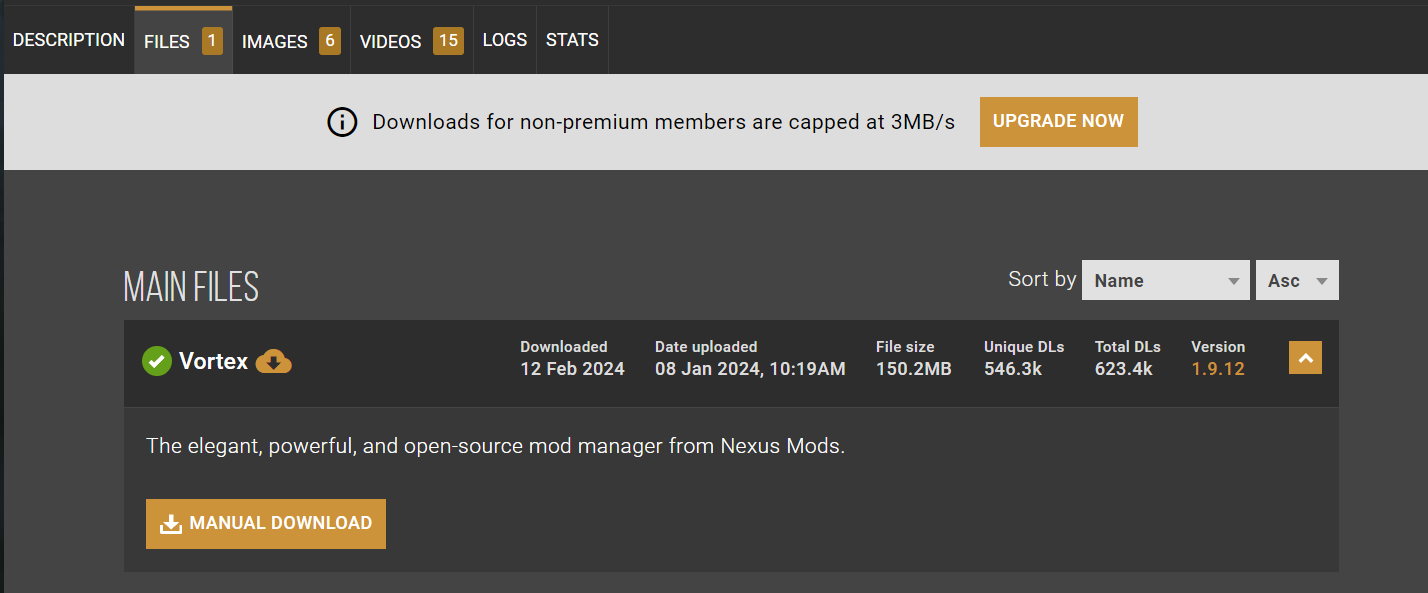 DESCRIPTION FILES 1 IMAGES 6 VIDEOS 15 LOGS STATS
Downloads for non-premium members are capped at 3MB/s UPGRADE NOW
MAIN FILES Sort by Name Asc
Vortex
Downloaded Date uploaded File size Unique DLs Total DLs Version
12 Feb 2024 08 Jan 2024, 10:19AM 150.2MB 546.3k 623.4k 1.9.12
The elegant, powerful, and open-source mod manager from Nexus Mods.
MANUAL DOWNLOAD